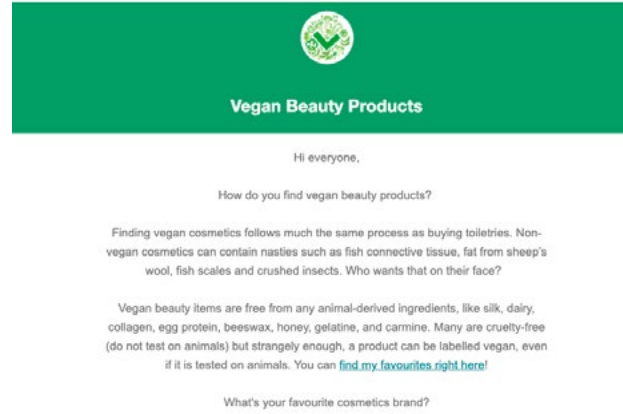 Vegan Beauty Products
Hi everyone,
How do you find vegan beauty products?
Finding vegan cosmetics follows much the same process as buying toiletries. Non-
vegan cosmetics can contain nasties such as fish connective tissue, fat from sheep's
wool, fish scales and crushed insects. Who wants that on their face?
Vegan beauty items are free from any animal-derived ingredients, like silk, dairy,
collagen, egg protein, beeswax, honey, gelatine, and carmine. Many are cruelty-free
(do not test on animals) but strangely enough, a product can be labelled vegan, even
if it is tested on animals. You can find my favourites right here!
What's your favourite cosmetics brand?